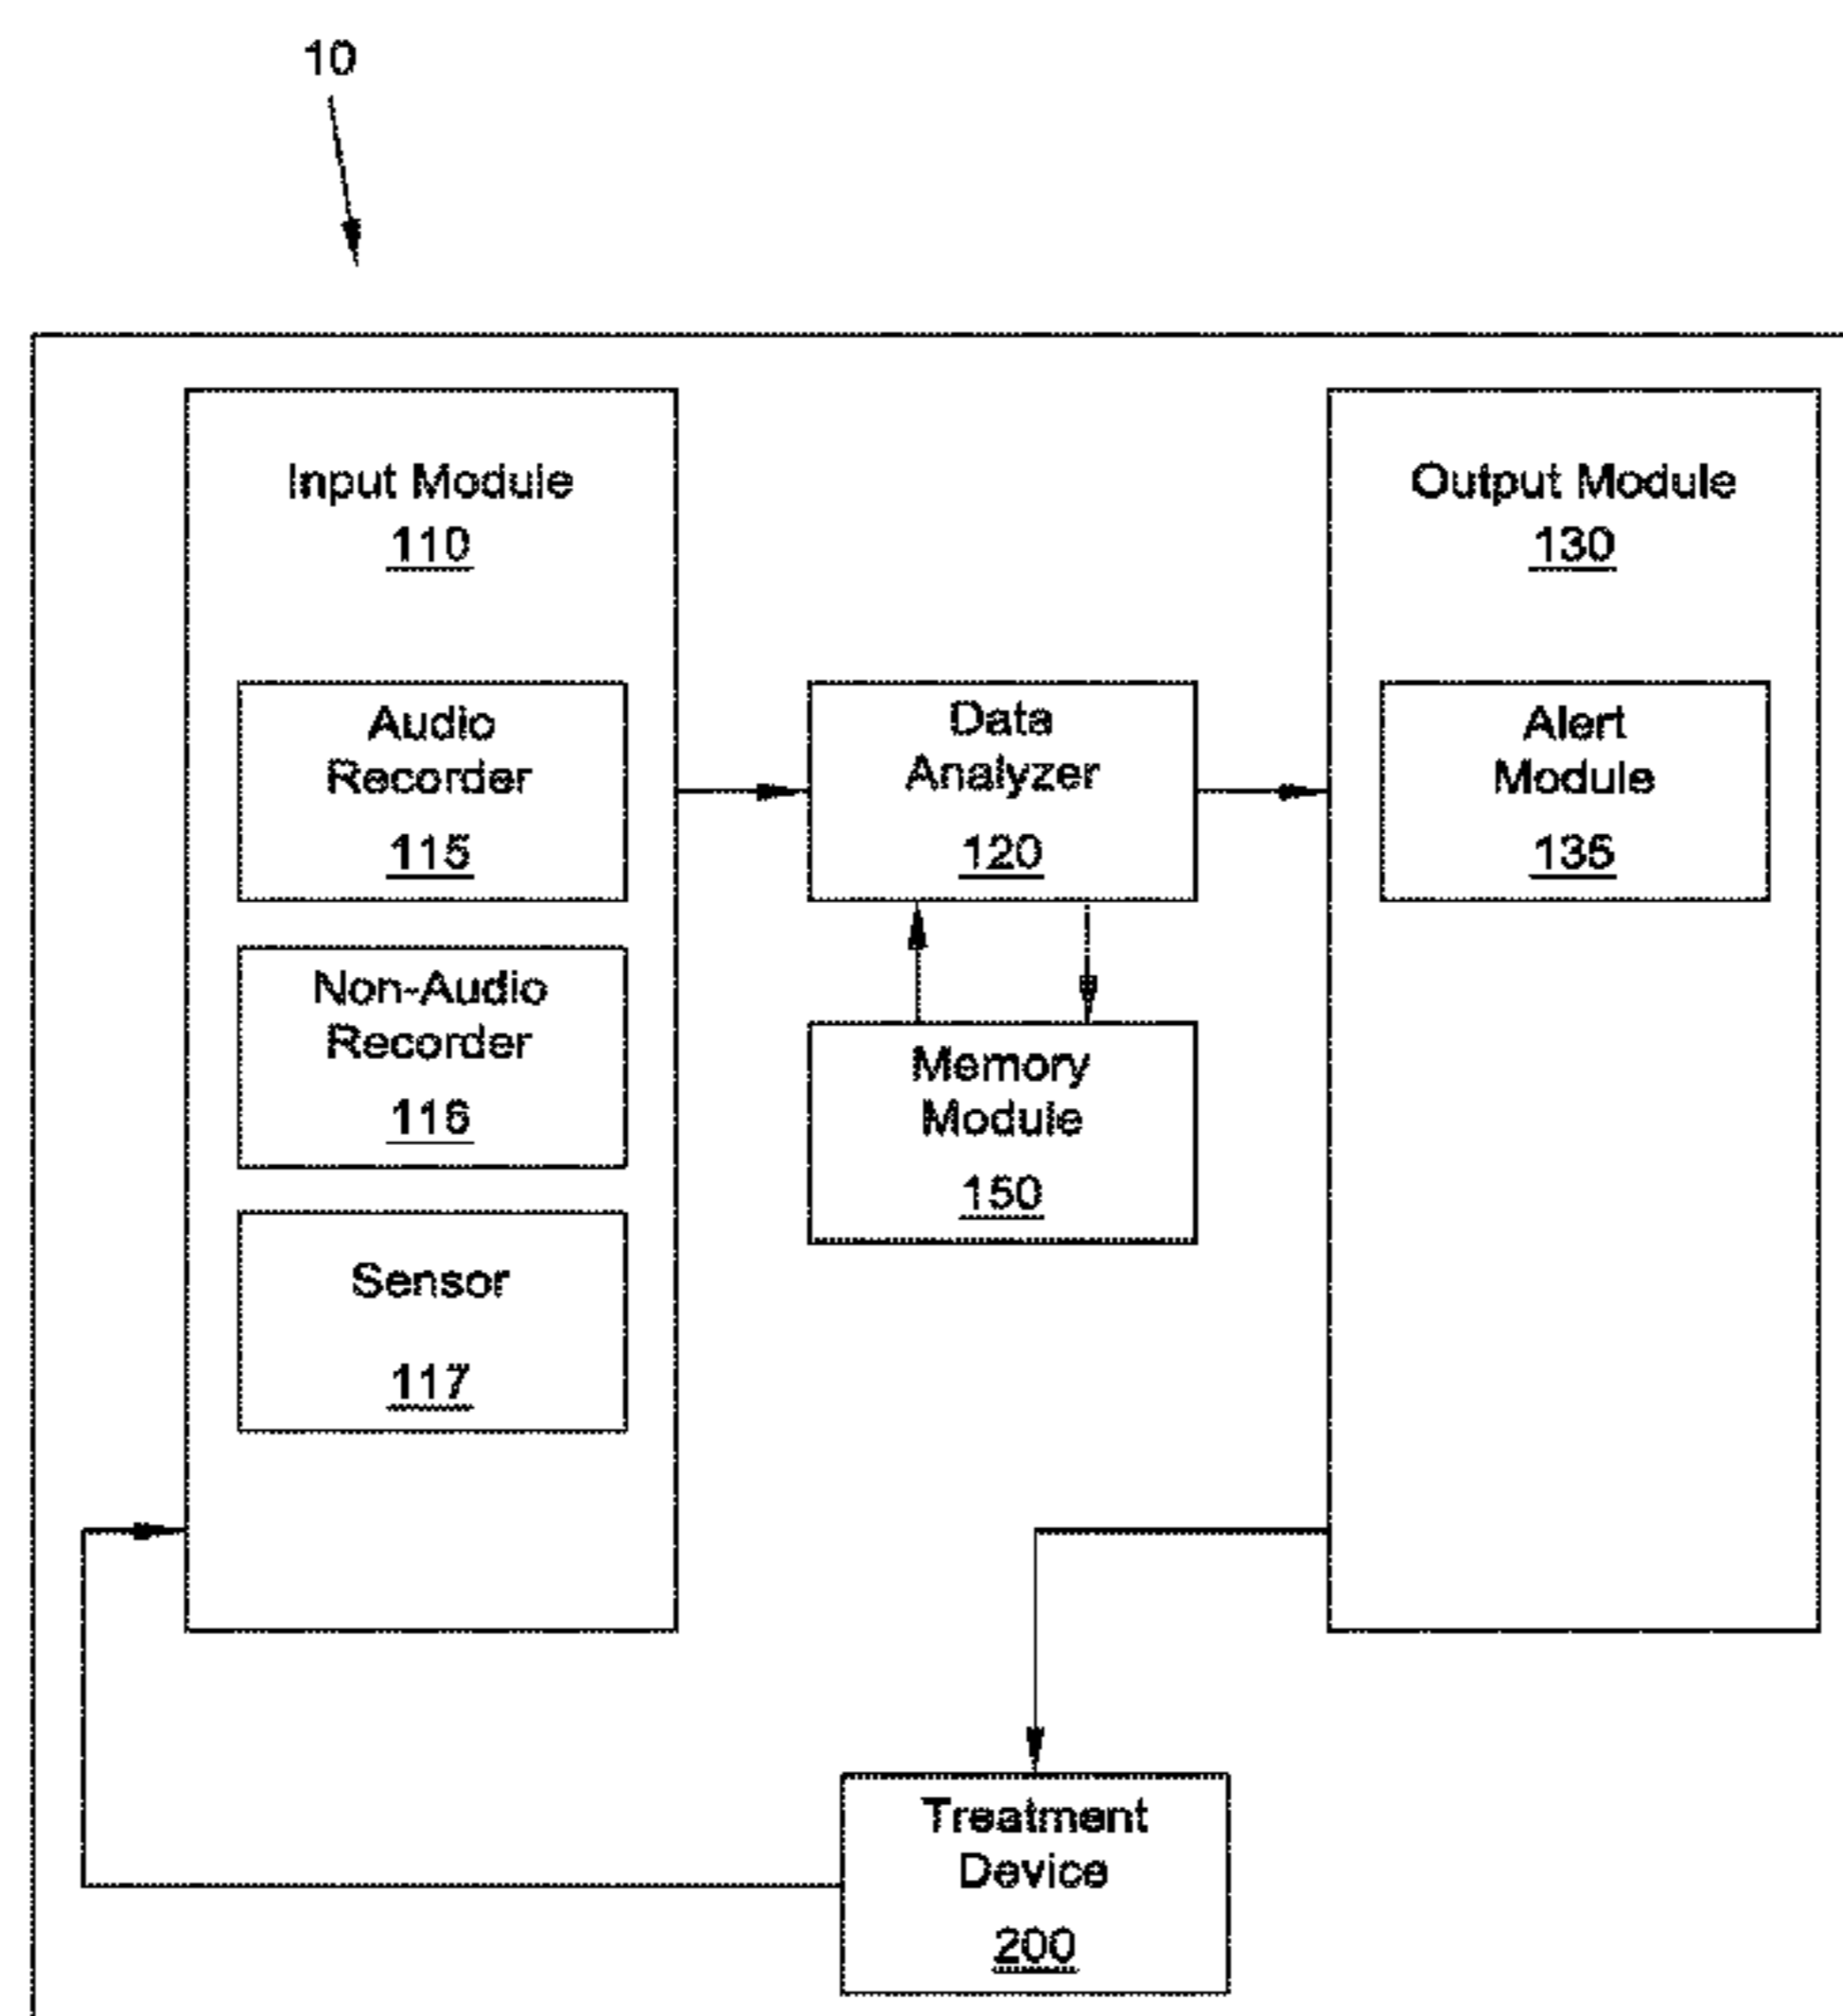 10
Input Module
110
Audio
Recorder
115
Non-Audio
Recorder
116
Sensor
117
Data
Analyzer
120
Memory
Module
150
Output Module
130
Alert
Module
135
Treatment
Device
200